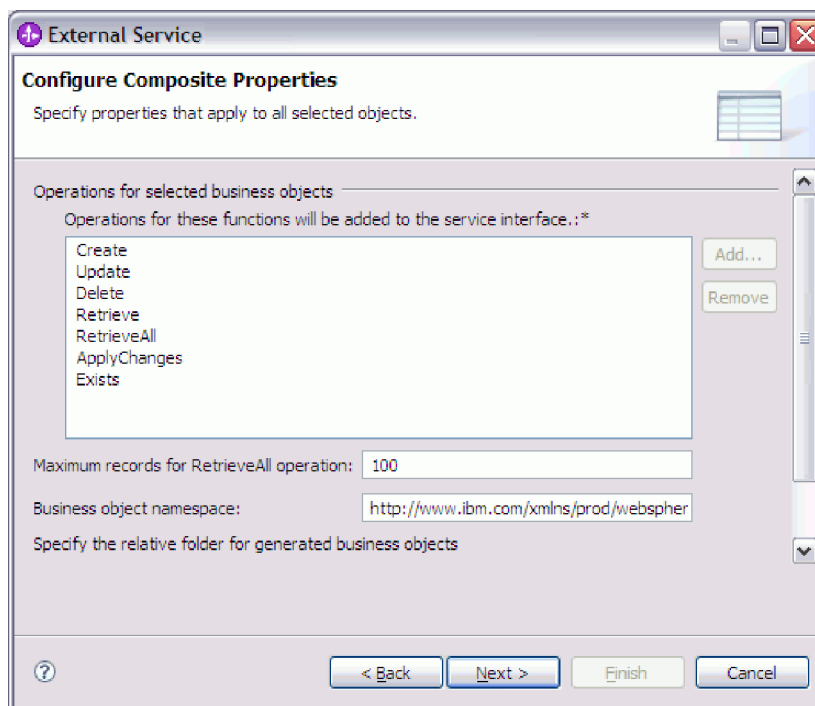 External Service
Configure Composite Properties
Specify properties that apply to all selected objects.
Operations for selected business objects
Operations for these functions will be added to the service interface.:*
Create
Update
Delete
Retrieve
RetrieveAll
ApplyChanges
Exists
Add...
Remove
Maximum records for RetrieveAll operation: 100
Business object namespace: http://www.ibm.com/xmlns/prod/webspher
Specify the relative folder for generated business objects
? < Back Next > Finish Cancel